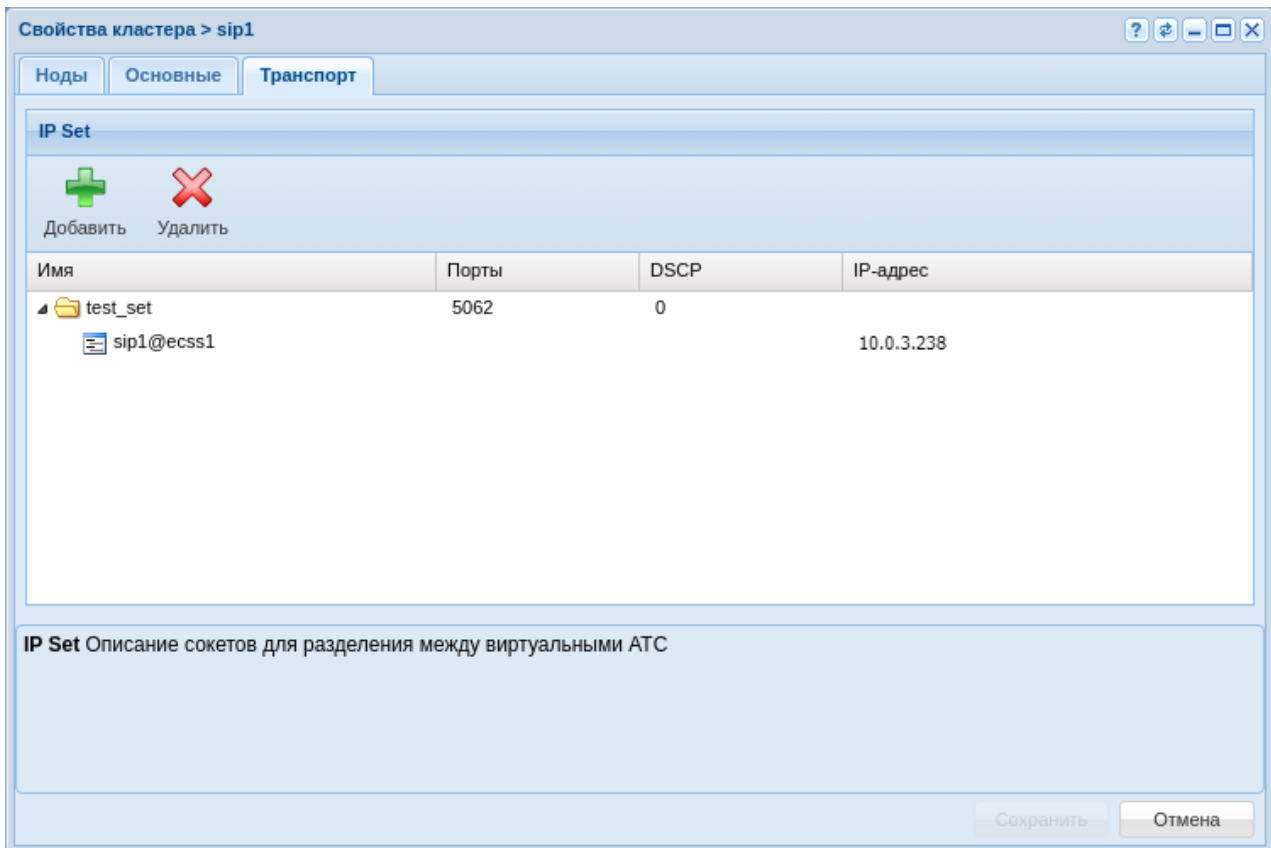 Свойства кластера > sip1
Ноды Основные Транспорт
IP Set
Добавить Удалить
Имя Порты DSCP IP-адрес
test_set 5062 0
sip1@ecss1 10.0.3.238
IP Set Описание сокетов для разделения между виртуальными АТС
Сохранить Отмена